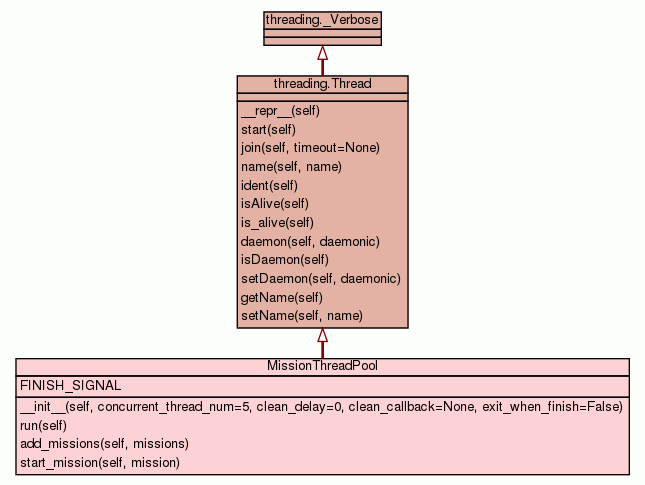 threading._Verbose
threading.Thread
__repr__(self)
start(self)
join(self, timeout=None)
name(self, name)
ident(self)
isAlive(self)
is_alive(self)
daemon(self, daemonic)
isDaemon(self)
setDaemon(self, daemonic)
getName(self)
setName(self, name)
MissionThreadPool
FINISH_SIGNAL
__init__(self, concurrent_thread_num=5, clean_delay=0, clean_callback=None, exit_when_finish=False)
run(self)
add_missions(self, missions)
start_mission(self, mission)